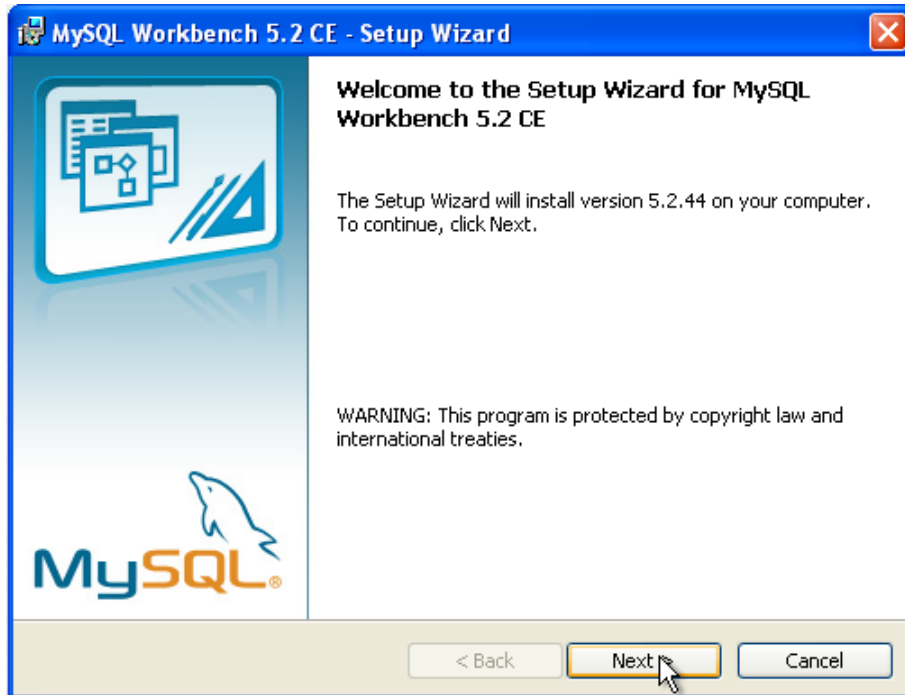 MySQL Workbench 5.2 CE - Setup Wizard
Welcome to the Setup Wizard for MySQL
Workbench 5.2 CE
The Setup Wizard will install version 5.2.44 on your computer.
To continue, click Next.
WARNING: This program is protected by copyright law and
international treaties.
MySQL®
< Back
Next >
Cancel